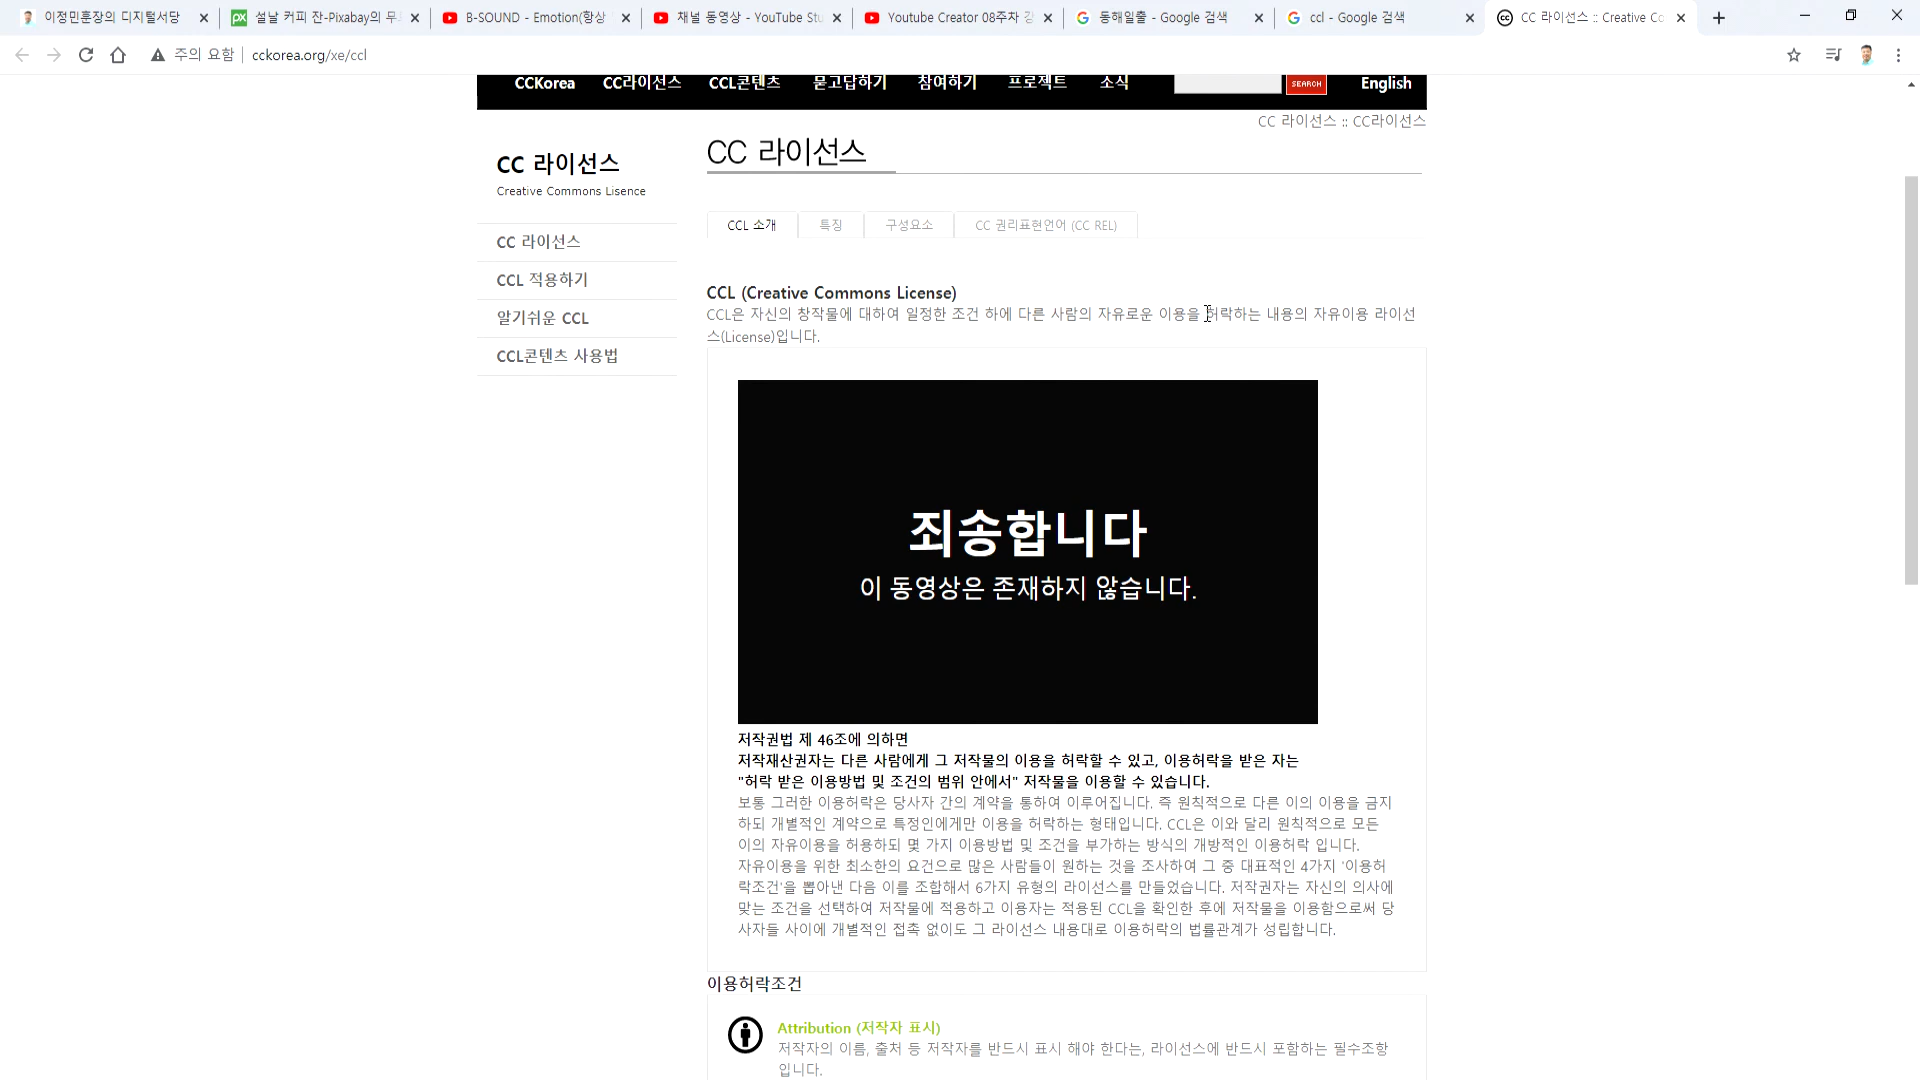 이정민훈장의 디지털서당
설날 커피 잔-Pixabay의 무
B-SOUND - Emotion(항상
채널 동영상 - YouTube Stu
Youtube Creator 08주차 강
동해일출 - Google 검색
ccl - Google 검색
CC 라이선스 :: Creative Co
주의 요함
cckorea.org/xe/ccl
CCKorea CC라이선스 CCL콘텐츠 묻고답하기 참여하기 프로젝트 소식 SEARCH English
CC 라이선스 :: CC라이선스
CC 라이선스
Creative Commons Lisence
CC 라이선스
CCL 적용하기
알기쉬운 CCL
CCL콘텐츠 사용법
CC 라이선스
CCL 소개 특징 구성요소 CC 권리표현언어 (CC REL)
CCL (Creative Commons License)
CCL은 자신의 창작물에 대하여 일정한 조건 하에 다른 사람의 자유로운 이용을 허락하는 내용의 자유이용 라이선
스(License)입니다.
죄송합니다
이 동영상은 존재하지 않습니다.
저작권법 제 46조에 의하면
저작재산권자는 다른 사람에게 그 저작물의 이용을 허락할 수 있고, 이용허락을 받은 자는
"허락 받은 이용방법 및 조건의 범위 안에서" 저작물을 이용할 수 있습니다.
보통 그러한 이용허락은 당사자 간의 계약을 통하여 이루어집니다. 즉 원칙적으로 다른 이의 이용을 금지
하되 개별적인 계약으로 특정인에게만 이용을 허락하는 형태입니다. CCL은 이와 달리 원칙적으로 모든
이의 자유이용을 허용하되 몇 가지 이용방법 및 조건을 부가하는 방식의 개방적인 이용허락 입니다.
자유이용을 위한 최소한의 요건으로 많은 사람들이 원하는 것을 조사하여 그 중 대표적인 4가지 '이용허
락조건'을 뽑아낸 다음 이를 조합해서 6가지 유형의 라이선스를 만들었습니다. 저작권자는 자신의 의사에
맞는 조건을 선택하여 저작물에 적용하고 이용자는 적용된 CCL을 확인한 후에 저작물을 이용함으로써 당
사자들 사이에 개별적인 접촉 없이도 그 라이선스 내용대로 이용허락의 법률관계가 성립합니다.
이용허락조건
Attribution (저작자 표시)
저작자의 이름, 출처 등 저작자를 반드시 표시 해야 한다는, 라이선스에 반드시 포함하는 필수조항
입니다.